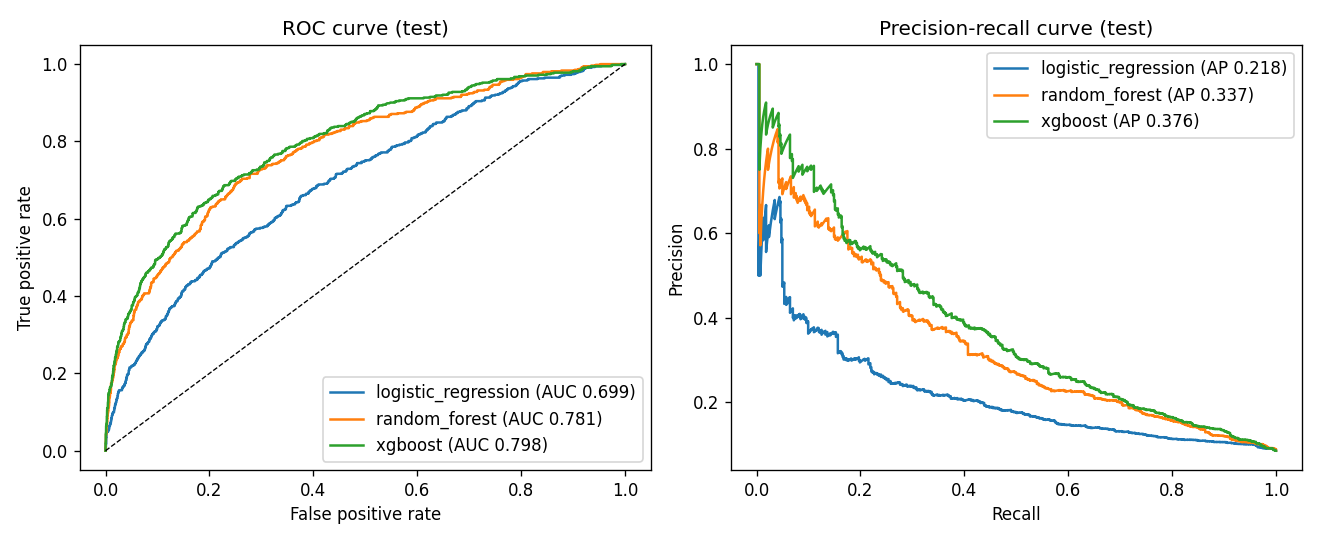 ROC curve (test)
True positive rate
1.0
0.8
0.6
0.4
0.2
0.0
logistic_regression (AUC 0.699)
random_forest (AUC 0.781)
xgboost (AUC 0.798)
0.0 0.2 0.4 0.6 0.8 1.0
False positive rate
Precision-recall curve (test)
Precision
1.0
0.8
0.6
0.4
0.2
logistic_regression (AP 0.218)
random_forest (AP 0.337)
xgboost (AP 0.376)
0.0 0.2 0.4 0.6 0.8 1.0
Recall